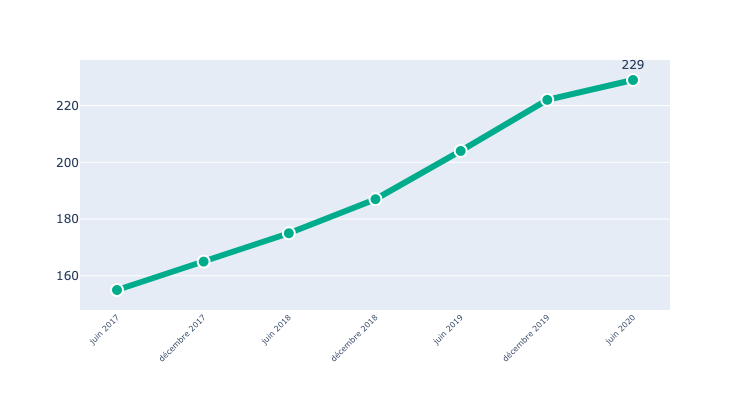 229
220
200
180
160
juin 2017
décembre 2017
juin 2018
décembre 2018
juin 2019
décembre 2019
juin 2020